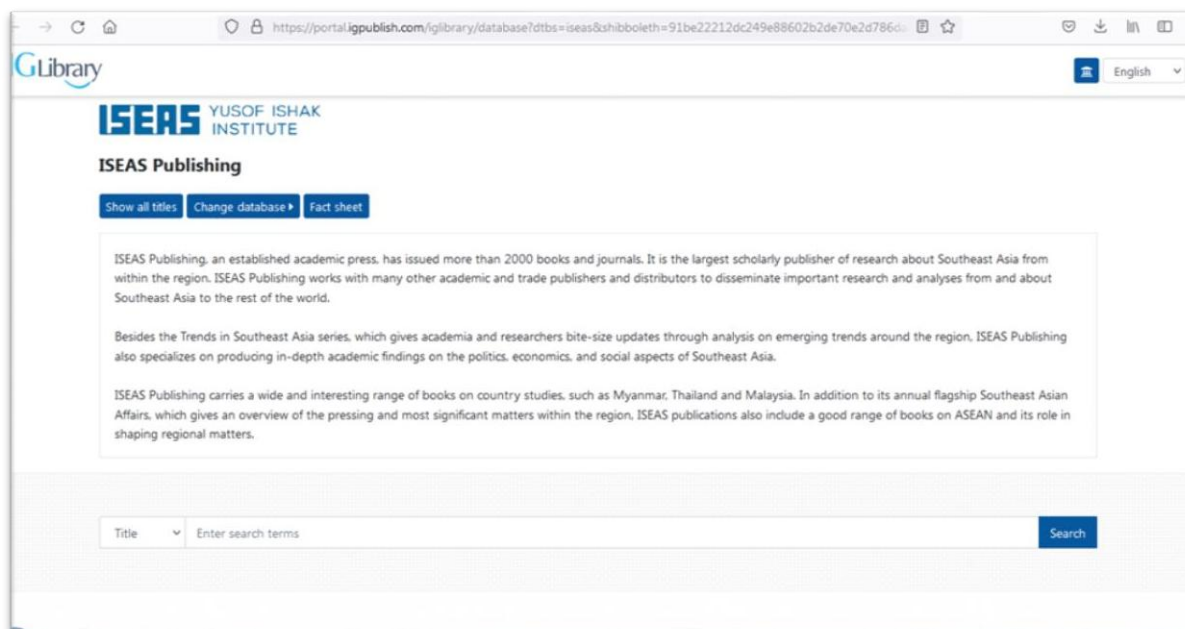 https://portal.igpublish.com/iglibrary/database?dtbs=iseas&shibboleth=91be22212dc249e88602b2de70e2d786d
GLibrary
English
ISEAS YUSOF ISHAK
INSTITUTE
ISEAS Publishing
Show all titles Change database Fact sheet
ISEAS Publishing, an established academic press, has issued more than 2000 books and journals. It is the largest scholarly publisher of research about Southeast Asia from
within the region. ISEAS Publishing works with many other academic and trade publishers and distributors to disseminate important research and analyses from and about
Southeast Asia to the rest of the world.
Besides the Trends in Southeast Asia series, which gives academia and researchers bite-size updates through analysis on emerging trends around the region, ISEAS Publishing
also specializes on producing in-depth academic findings on the politics, economics, and social aspects of Southeast Asia.
ISEAS Publishing carries a wide and interesting range of books on country studies, such as Myanmar, Thailand and Malaysia. In addition to its annual flagship Southeast Asian
Affairs, which gives an overview of the pressing and most significant matters within the region, ISEAS publications also include a good range of books on ASEAN and its role in
shaping regional matters.
Title Enter search terms Search